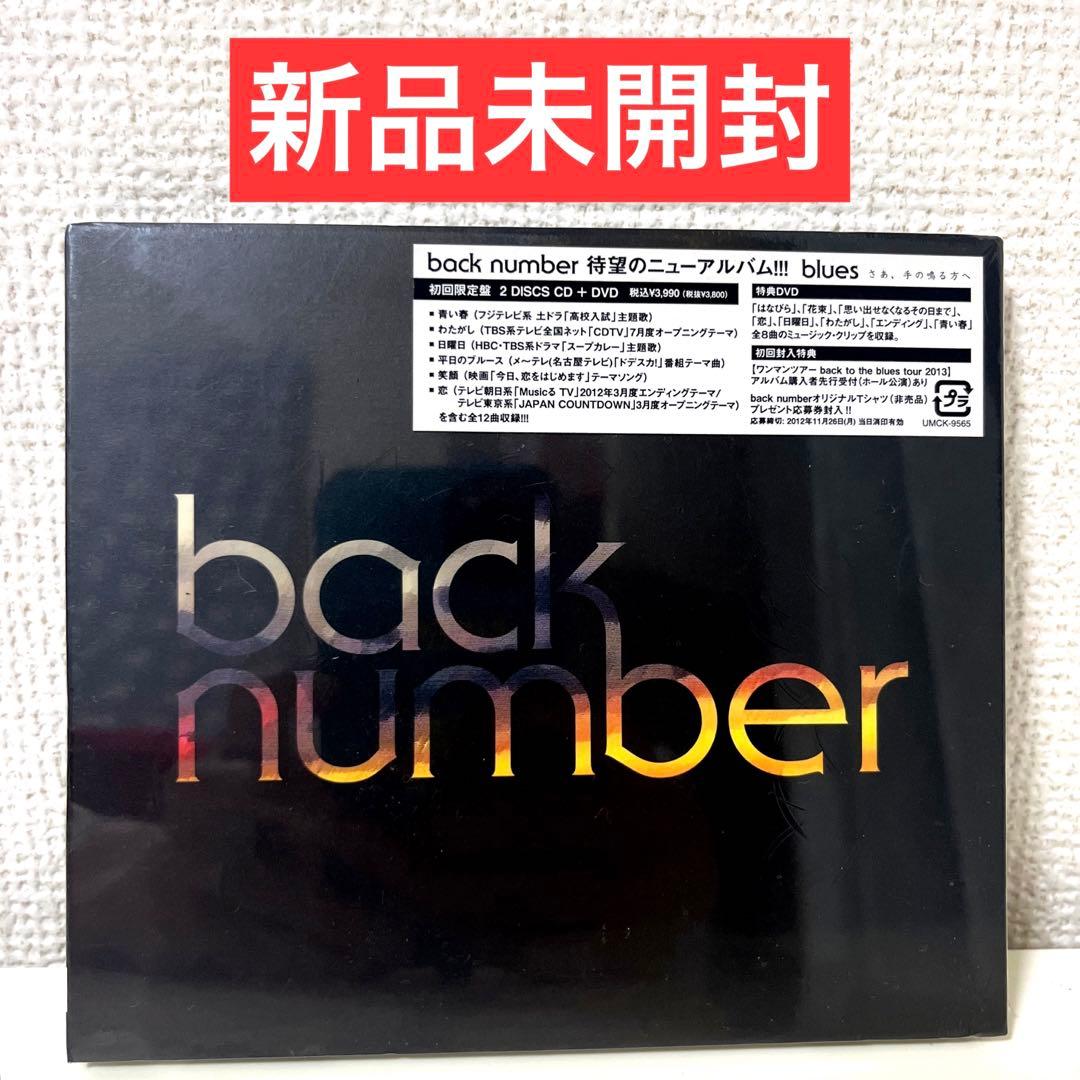 新品未開封
back number 待望のニューアルバム!!! blues さあ、手の鳴る方へ
初回限定盤 2 DISCS CD + DVD 税込¥3,990 (税抜¥3,800)
■ 青い春 (フジテレビ系 土ドラ「高校入試」主題歌)
■ わたがし (TBS系テレビ全国ネット「CDTV」7月度オープニングテーマ)
■ 日曜日 (HBC・TBS系ドラマ「スープカレー」主題歌)
■ 平日のブルース (メ〜テレ(名古屋テレビ)「ドデスカ!」番組テーマ曲)
■ 笑顔 (映画「今日、恋をはじめます」テーマソング)
■ 恋 (テレビ朝日系「Musicる TV」2012年3月度エンディングテーマ/
テレビ東京系「JAPAN COUNTDOWN」3月度オープニングテーマ)
を含む全12曲収録!!!
特典DVD
「はなびら」、「花束」、「思い出せなくなるその日まで」、
「恋」、「日曜日」、「わたがし」、「エンディング」、「青い春」
全8曲のミュージック・クリップを収録。
初回封入特典
【ワンマンツアー back to the blues tour 2013】
アルバム購入者先行受付(ホール公演)あり
back numberオリジナルTシャツ(非売品)
プレゼント応募券封入!!
応募締切: 2012年11月26日(月) 当日消印有効
プラ
UMCK-9565
back
number